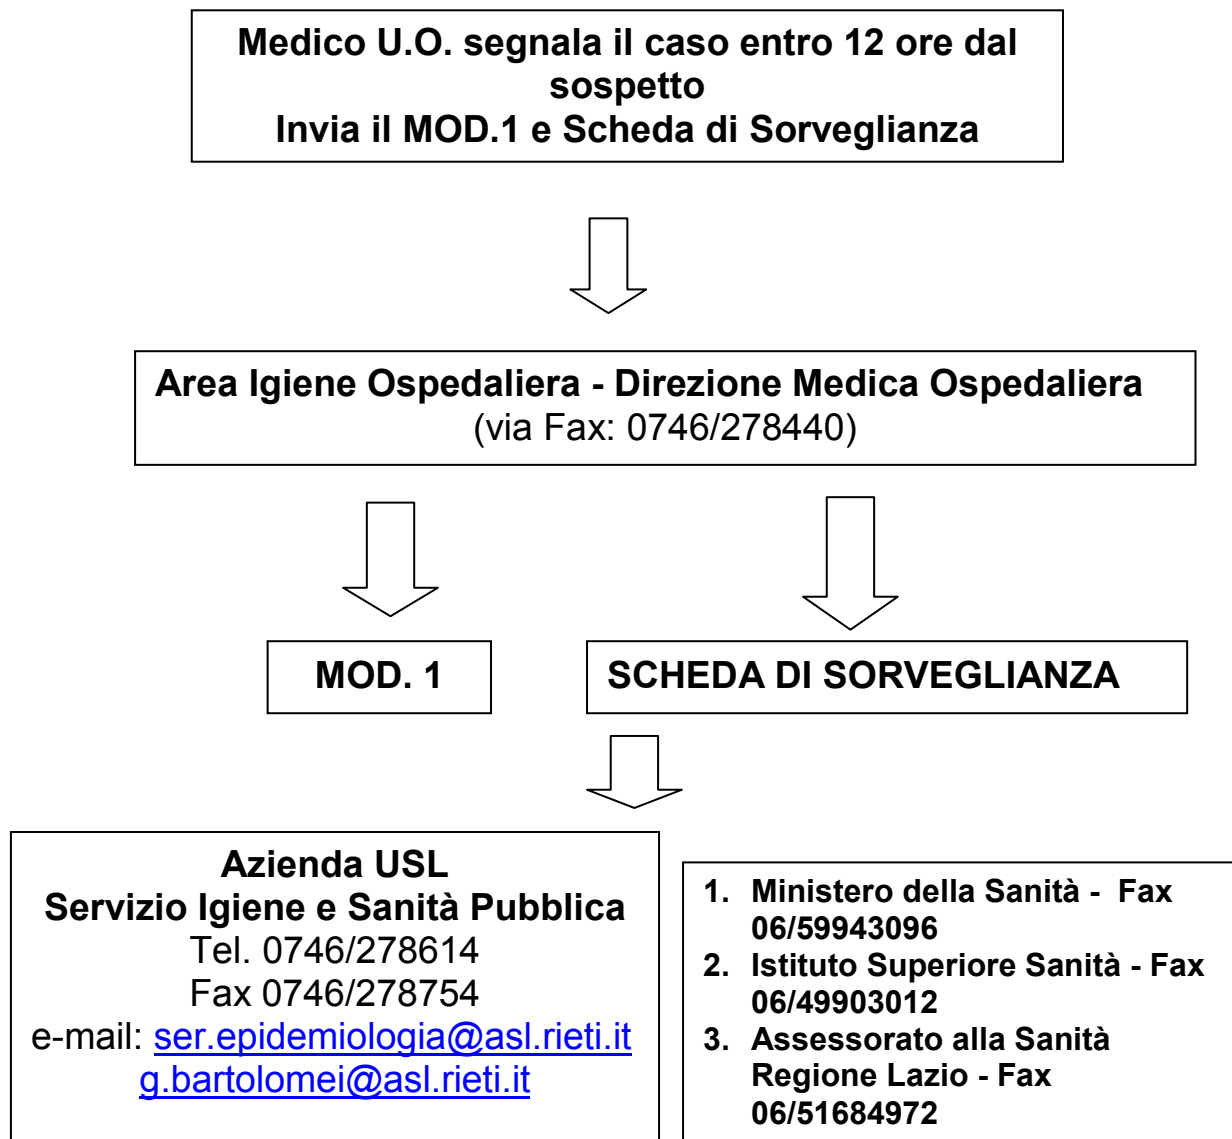 Medico U.O. segnala il caso entro 12 ore dal
sospetto
Invia il MOD.1 e Scheda di Sorveglianza
Area Igiene Ospedaliera - Direzione Medica Ospedaliera
(via Fax: 0746/278440)
MOD. 1
SCHEDA DI SORVEGLIANZA
Azienda USL
Servizio Igiene e Sanità Pubblica
Tel. 0746/278614
Fax 0746/278754
e-mail: ser.epidemiologia@asl.rieti.it
g.bartolomei@asl.rieti.it
1. Ministero della Sanità - Fax
06/59943096
2. Istituto Superiore Sanità - Fax
06/49903012
3. Assessorato alla Sanità
Regione Lazio - Fax
06/51684972